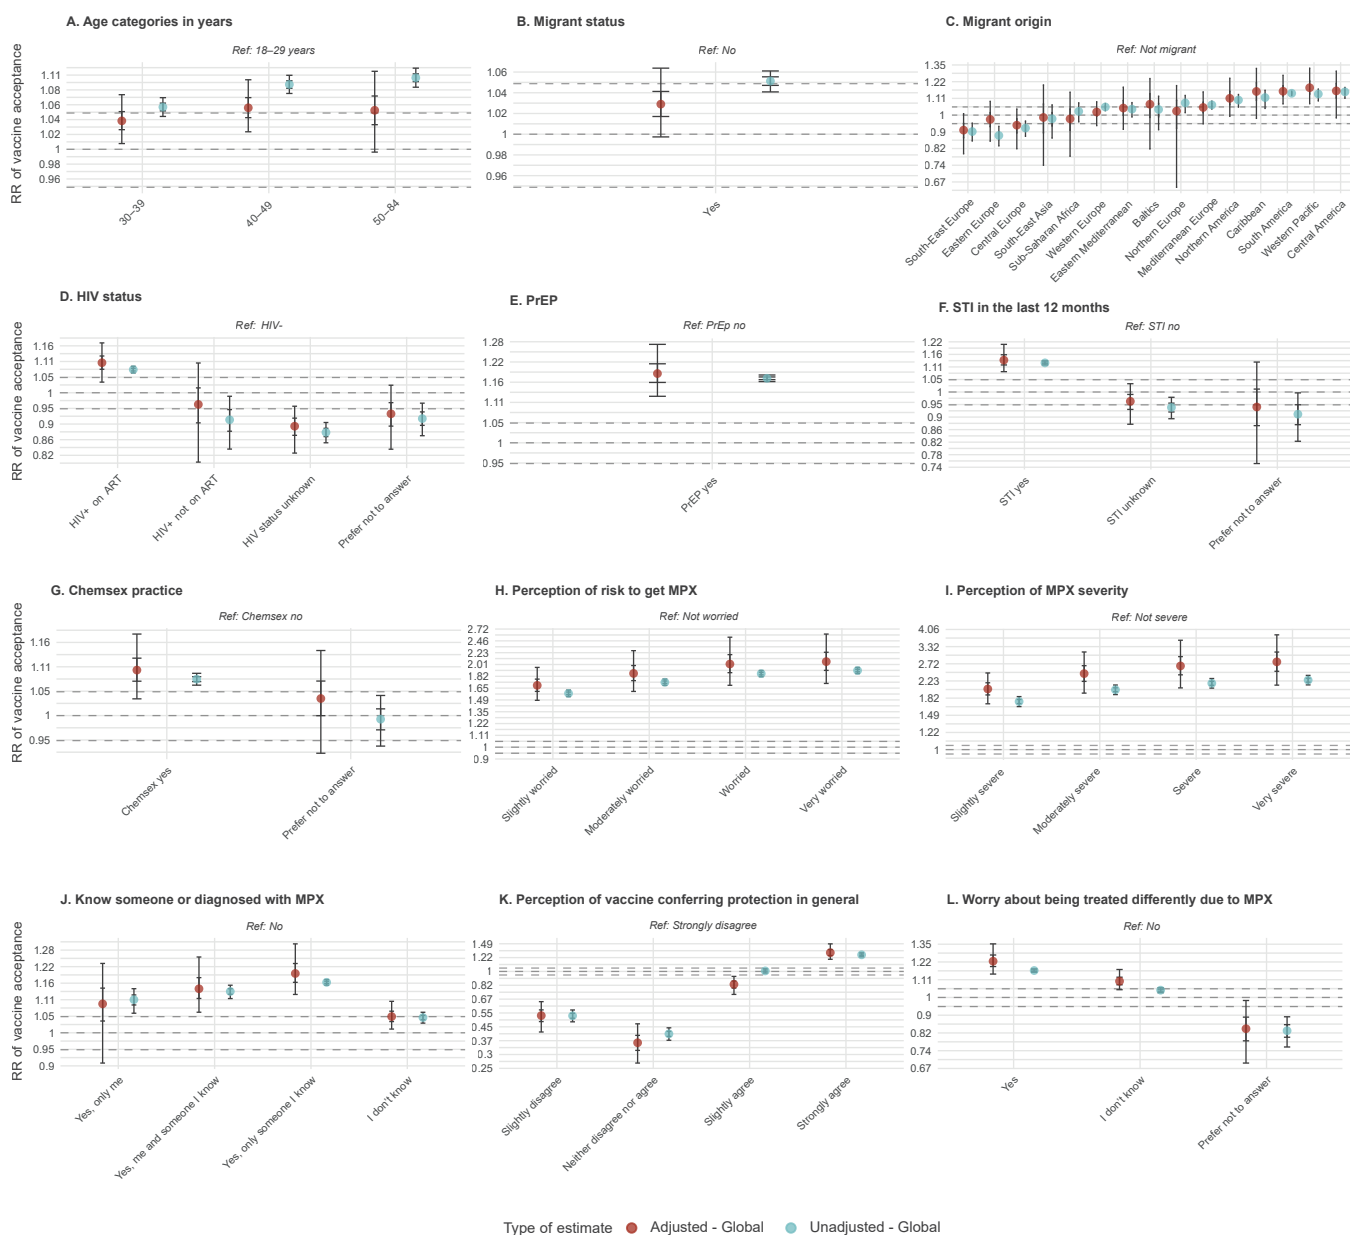 A. Age categories in years
Ref: 18–29 years
RR of vaccine acceptance
1.11
1.08
1.06
1.04
1.02
1
0.98
0.96
30–39
40–49
50–84
B. Migrant status
Ref: No
1.06
1.04
1.02
1
0.98
0.96
Yes
C. Migrant origin
Ref: Not migrant
1.35
1.22
1.11
1
0.9
0.82
0.74
0.67
South-East Europe
Eastern Europe
Central Europe
South-East Asia
Sub-Saharan Africa
Western Europe
Eastern Mediterranean
Baltics
Northern Europe
Mediterranean Europe
Northern America
Caribbean
South America
Western Pacific
Central America
D. HIV status
Ref: HIV-
RR of vaccine acceptance
1.16
1.11
1.05
1
0.95
0.9
0.86
0.82
HIV+ on ART
HIV+ not on ART
HIV status unknown
Prefer not to answer
E. PrEP
Ref: PrEp no
1.28
1.22
1.16
1.11
1.05
1
0.95
PrEP yes
F. STI in the last 12 months
Ref: STI no
1.22
1.16
1.11
1.05
1
0.95
0.9
0.86
0.82
0.78
0.74
STI yes
STI unknown
Prefer not to answer
G. Chemsex practice
Ref: Chemsex no
RR of vaccine acceptance
1.16
1.11
1.05
1
0.95
Chemsex yes
Prefer not to answer
H. Perception of risk to get MPX
Ref: Not worried
2.72
2.46
2.23
2.01
1.82
1.65
1.49
1.35
1.22
1.11
1
0.9
Slightly worried
Moderately worried
Worried
Very worried
I. Perception of MPX severity
Ref: Not severe
4.06
3.32
2.72
2.23
1.82
1.49
1.22
1
Slightly severe
Moderately severe
Severe
Very severe
J. Know someone or diagnosed with MPX
Ref: No
RR of vaccine acceptance
1.28
1.22
1.16
1.11
1.05
1
0.95
0.9
Yes, only me
Yes, me and someone I know
Yes, only someone I know
I don't know
K. Perception of vaccine conferring protection in general
Ref: Strongly disagree
1.49
1.22
1
0.82
0.67
0.55
0.45
0.37
0.3
0.25
Slightly disagree
Neither disagree nor agree
Slightly agree
Strongly agree
L. Worry about being treated differently due to MPX
Ref: No
1.35
1.22
1.11
1
0.9
0.82
0.74
0.67
Yes
I don't know
Prefer not to answer
Type of estimate Adjusted - Global Unadjusted - Global